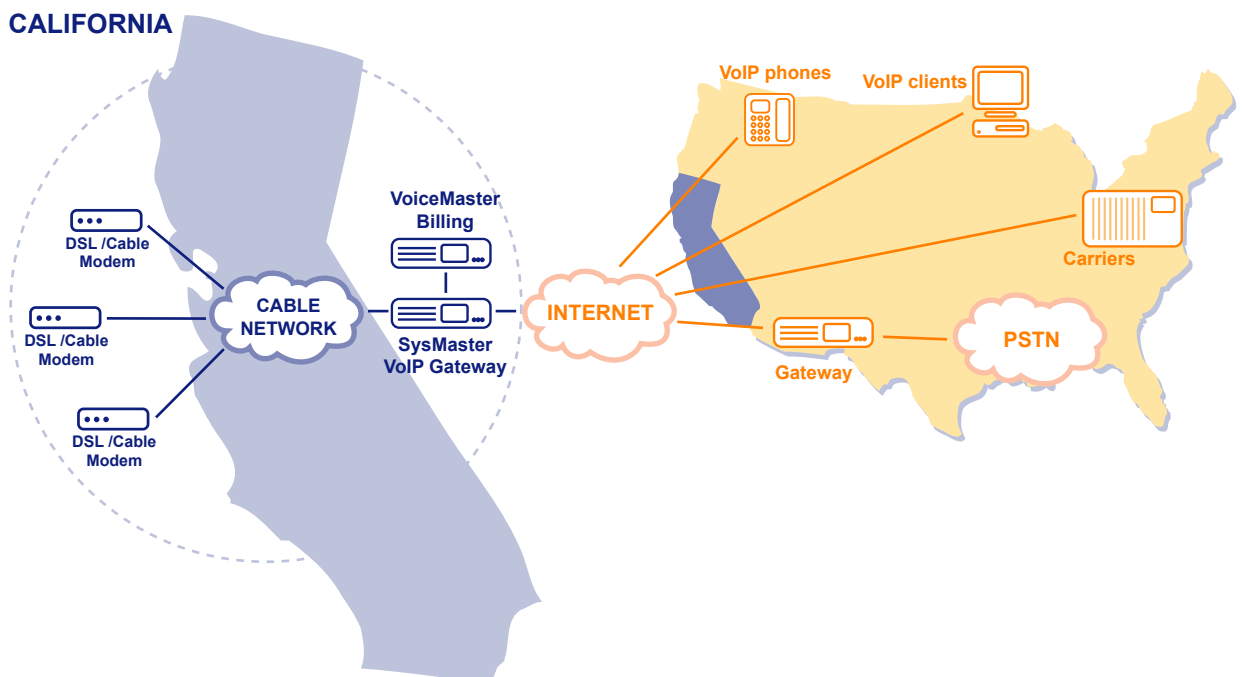 CALIFORNIA
VoIP phones
VoIP clients
VoiceMaster
Billing
DSL /Cable
Modem
Carriers
CABLE
NETWORK
INTERNET
DSL /Cable
Modem
SysMaster
VoIP Gateway
PSTN
Gateway
DSL /Cable
Modem